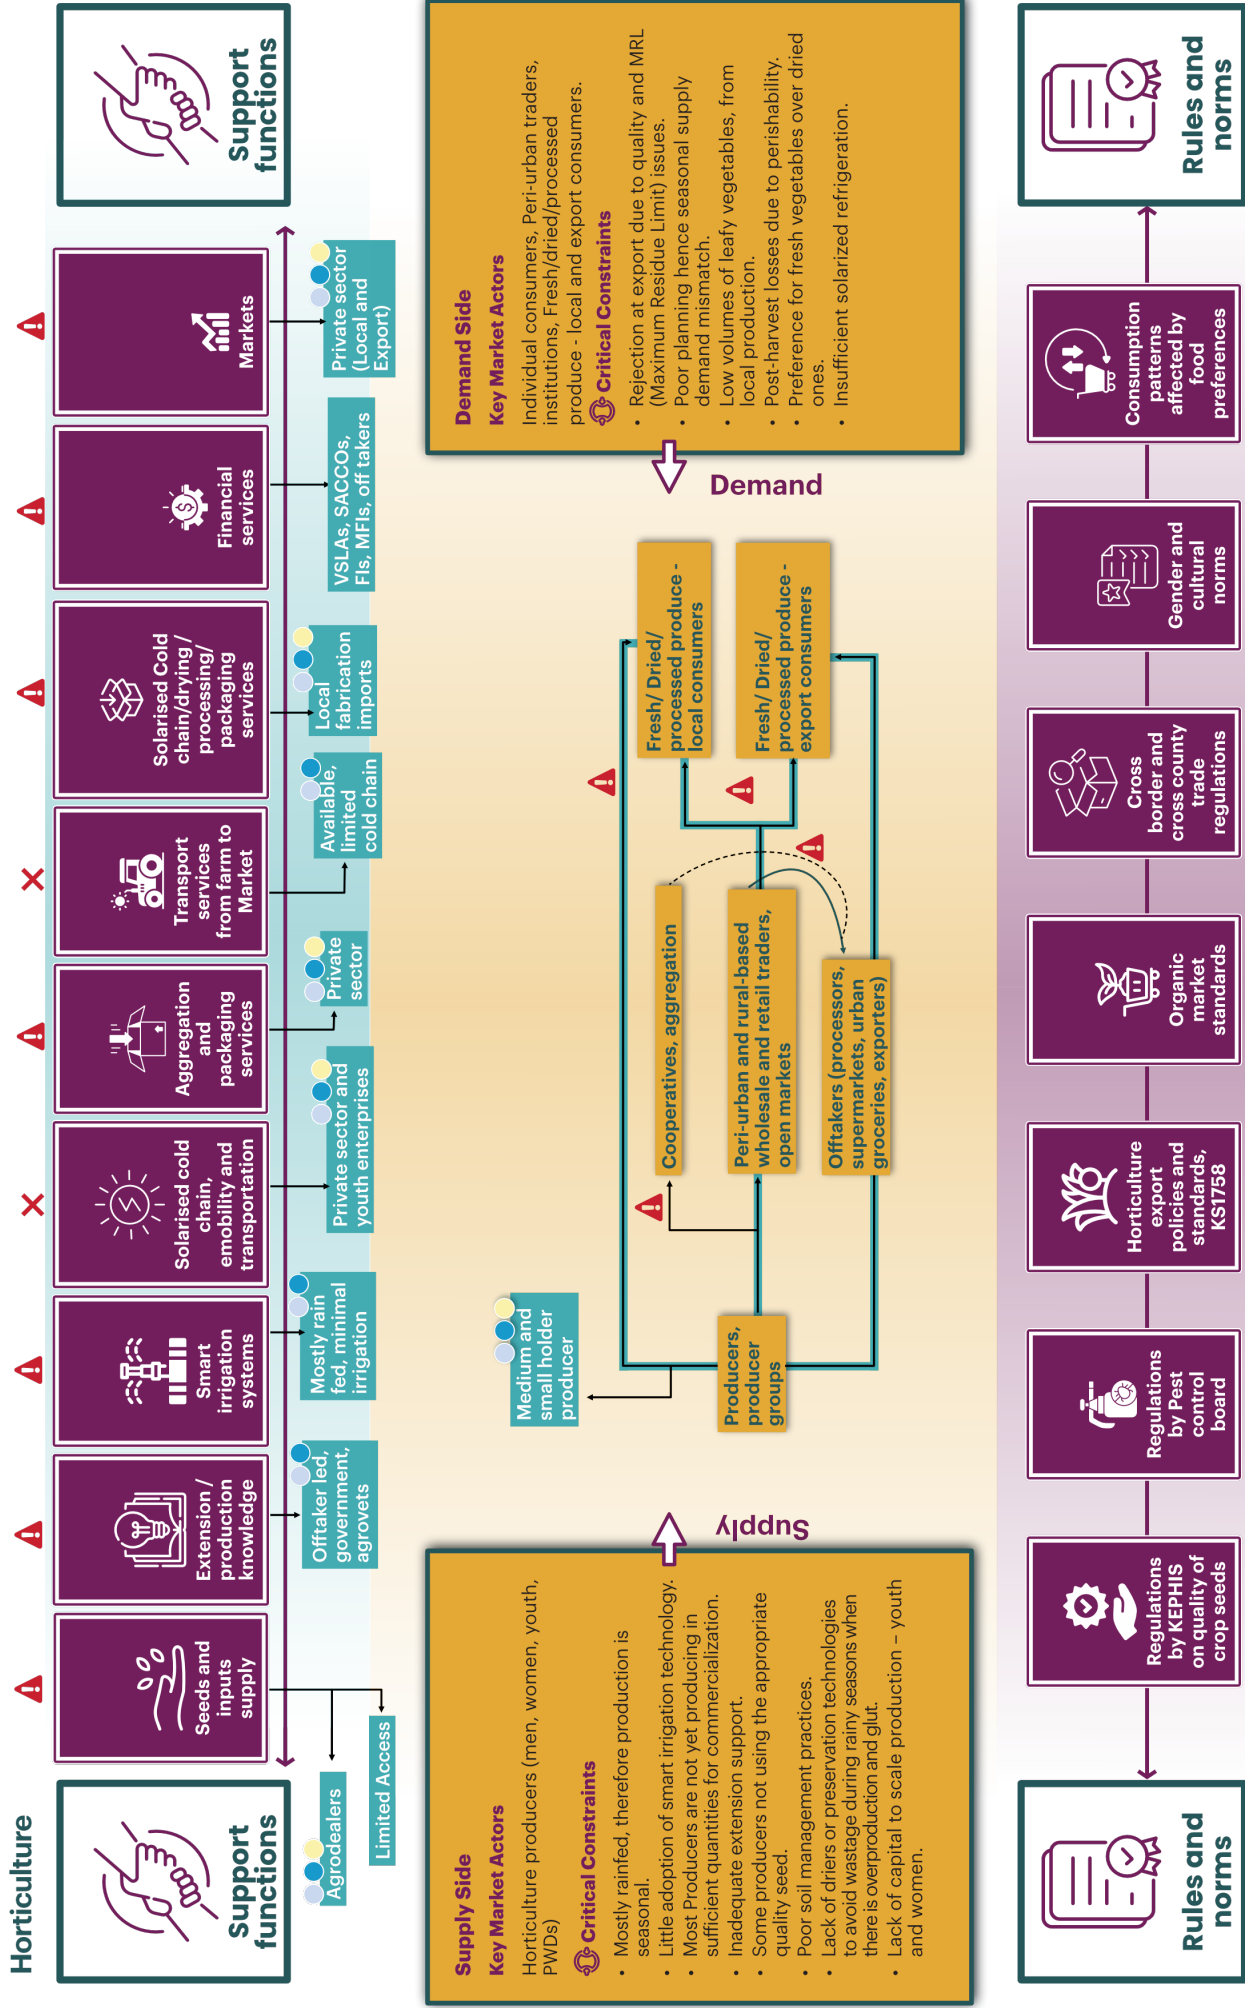 Horticulture
Support
functions
Seeds and
inputs
supply
Extension /
production
knowledge
Smart
irrigation
systems
Solarised cold
chain,
emobility and
transportation
Aggregation
and
packaging
services
Transport
services
from farm to
Market
Solarised Cold
chain/drying/
processing/
packaging
services
Financial
services
Markets
Support
functions
Agrodealers
Limited Access
Offtaker led,
government,
agrovets
Mostly rain
fed, minimal
irrigation
Private sector and
youth enterprises
Private
sector
Available,
limited
cold chain
Local
fabrication
imports
VSLAs, SACCOs,
FIs, MFIs, off takers
Private sector
(Local and
Export)
Supply Side
Key Market Actors
Horticulture producers (men, women, youth,
PWDs)
Critical Constraints
• Mostly rainfed, therefore production is
seasonal.
• Little adoption of smart irrigation technology.
• Most Producers are not yet producing in
sufficient quantities for commercialization.
• Inadequate extension support.
• Some producers not using the appropriate
quality seed.
• Poor soil management practices.
• Lack of driers or preservation technologies
to avoid wastage during rainy seasons when
there is overproduction and glut.
• Lack of capital to scale production – youth
and women.
Supply
Medium and
small holder
producer
Producers,
producer
groups
Cooperatives, aggregation
Peri-urban and rural-based
wholesale and retail traders,
open markets
Offtakers (processors,
supermarkets, urban
groceries, exporters)
Fresh/ Dried/
processed produce -
local consumers
Fresh/ Dried/
processed produce -
export consumers
Demand
Demand Side
Key Market Actors
Individual consumers, Peri-urban traders,
institutions, Fresh/dried/processed
produce - local and export consumers.
Critical Constraints
• Rejection at export due to quality and MRL
(Maximum Residue Limit) issues.
• Poor planning hence seasonal supply
demand mismatch.
• Low volumes of leafy vegetables, from
local production.
• Post-harvest losses due to perishability.
• Preference for fresh vegetables over dried
ones.
• Insufficient solarized refrigeration.
Rules and
norms
Regulations
by KEPHIS
on quality of
crop seeds
Regulations
by Pest
control
board
Horticulture
export
policies and
standards,
KS1758
Organic
market
standards
Cross
border and
cross county
trade
regulations
Gender and
cultural
norms
Consumption
patterns
affected by
food
preferences
Rules and
norms